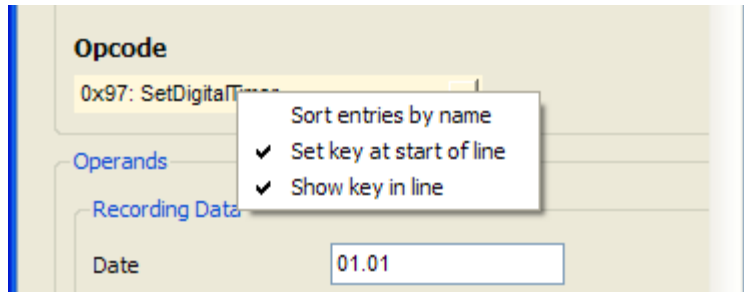 Opcode
0x97: SetDigitalTimer
Sort entries by name
Set key at start of line
Show key in line
Operands
Recording Data
Date
01.01